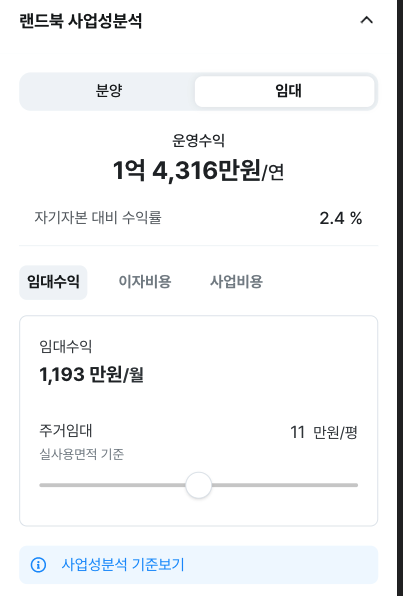 랜드북 사업성분석
분양 임대
운영수익
1억 4,316만원/연
자기자본 대비 수익률 2.4 %
임대수익 이자비용 사업비용
임대수익
1,193 만원/월
주거임대 11 만원/평
실사용면적 기준
사업성분석 기준보기